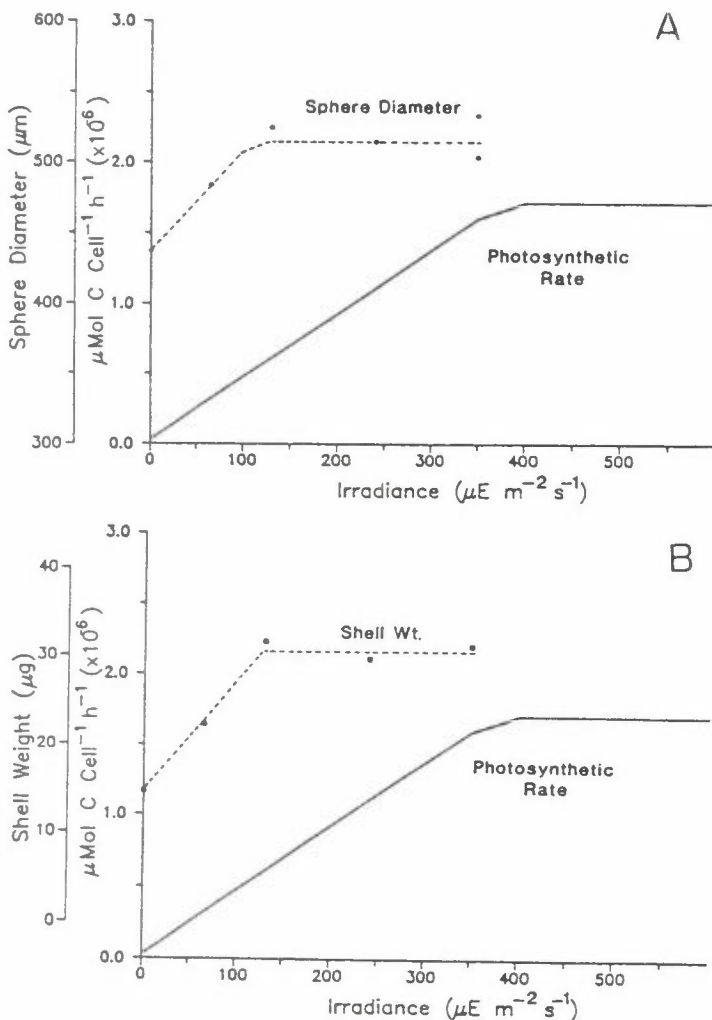 A
600
500
400
300
Sphere Diameter (μm)
3.0
2.0
1.0
0.0
μMol C Cell⁻¹ h⁻¹ (×10⁶)
Sphere Diameter
Photosynthetic
Rate
0 100 200 300 400 500
Irradiance (μE m⁻² s⁻¹)
B
40
30
20
10
0
Shell Weight (μg)
3.0
2.0
1.0
0.0
μMol C Cell⁻¹ h⁻¹ (×10⁶)
Shell Wt.
Photosynthetic
Rate
0 100 200 300 400 500
Irradiance (μE m⁻² s⁻¹)